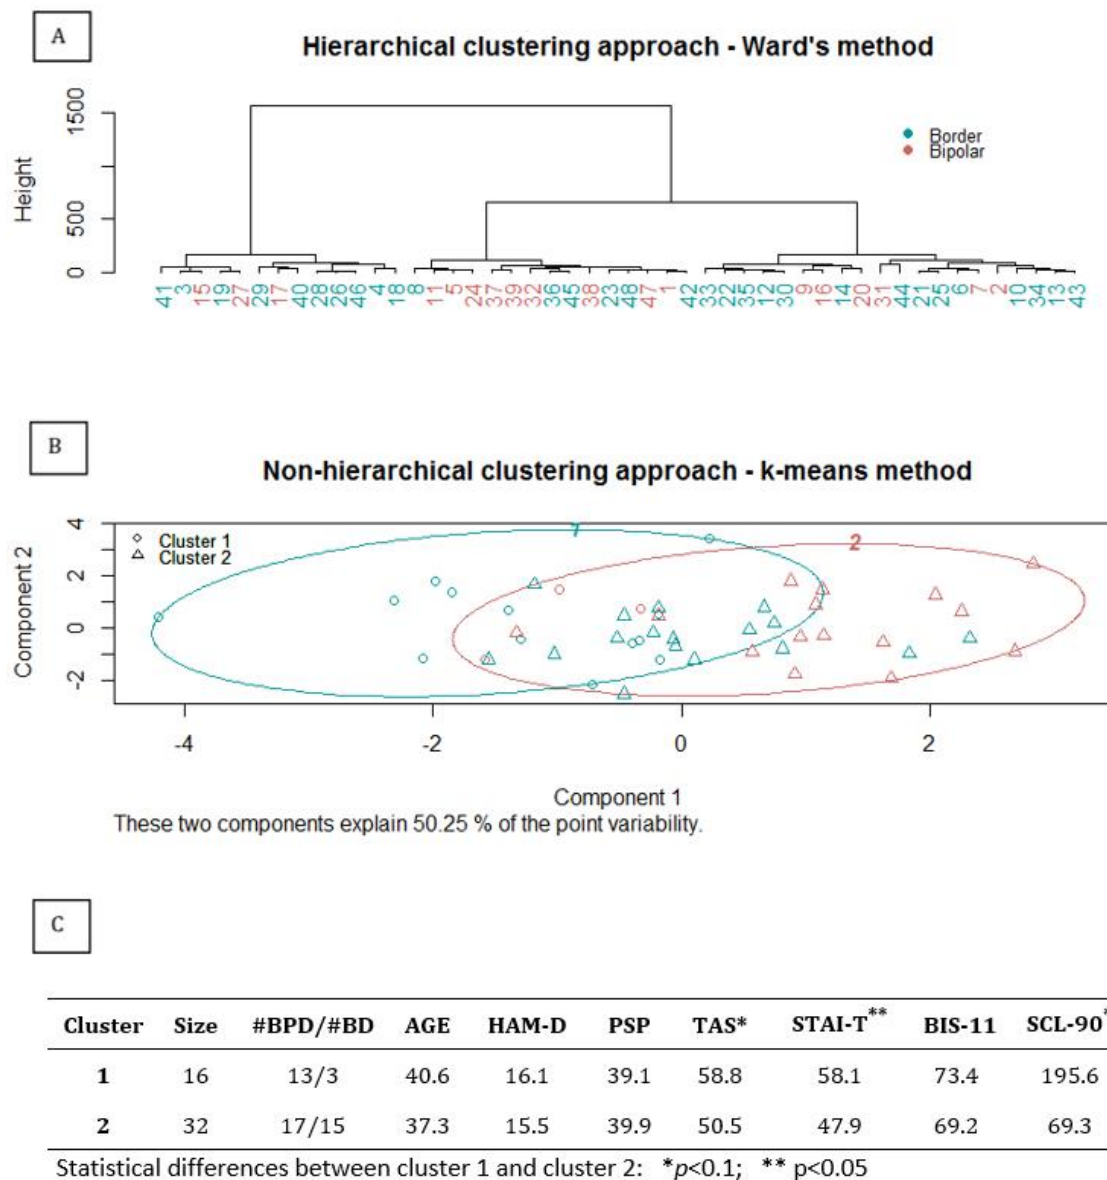 A
Hierarchical clustering approach - Ward's method
Height
1500
500
0
Border
Bipolar
41 3 15 19 27 29 17 40 28 26 46 4 18 8 11 5 24 37 39 32 36 45 38 23 48 47 1 42 33 22 35 12 30 9 16 14 20 31 44 21 25 6 7 2 10 34 13 43
B
Non-hierarchical clustering approach - k-means method
Component 2
4
2
0
-2
Cluster 1
Cluster 2
2
-4 -2 0 2
Component 1
These two components explain 50.25 % of the point variability.
C
Cluster Size #BPD/#BD AGE HAM-D PSP TAS* STAI-T** BIS-11 SCL-90
1 16 13/3 40.6 16.1 39.1 58.8 58.1 73.4 195.6
2 32 17/15 37.3 15.5 39.9 50.5 47.9 69.2 69.3
Statistical differences between cluster 1 and cluster 2: *p<0.1; ** p<0.05